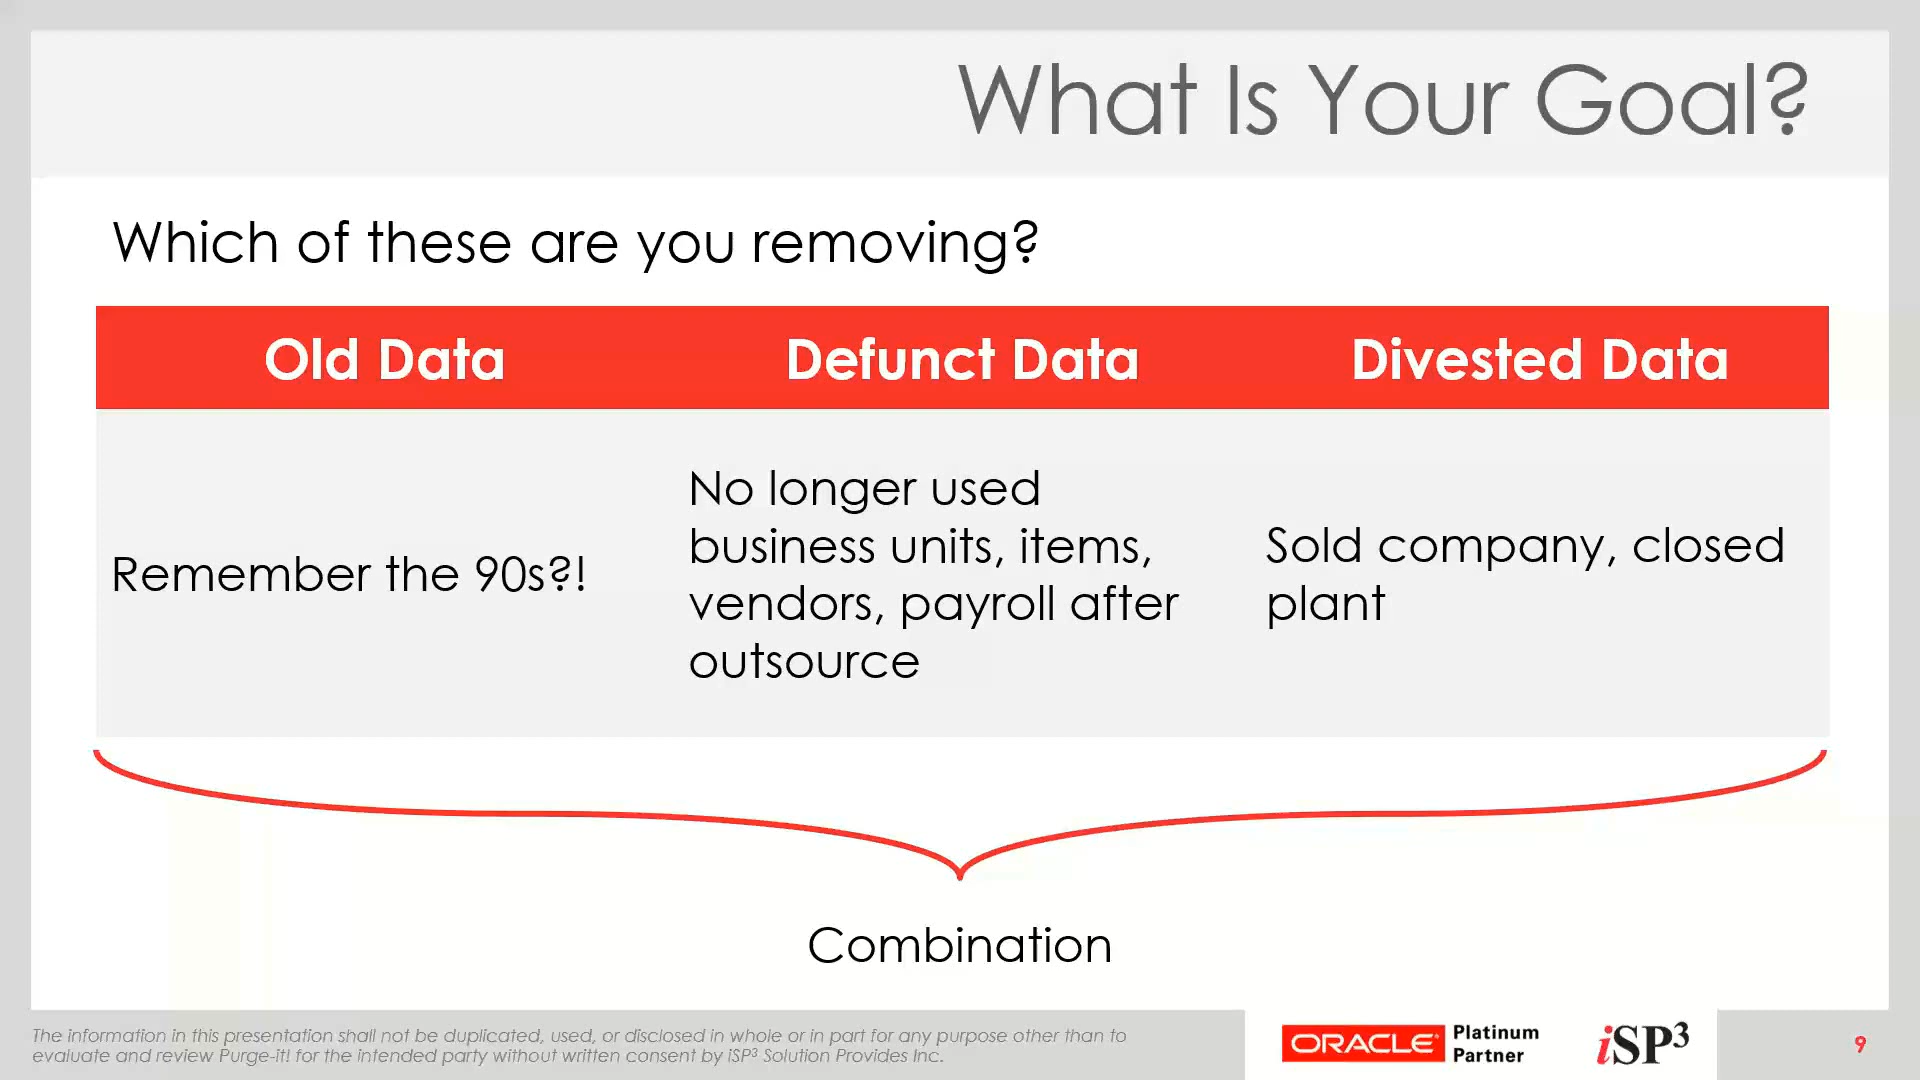 What Is Your Goal?
Which of these are you removing?
Old Data
Defunct Data
Divested Data
Remember the 90s?!
No longer used
business units, items,
vendors, payroll after
outsource
Sold company, closed
plant
Combination
The information in this presentation shall not be duplicated, used, or disclosed in whole or in part for any purpose other than to
evaluate and review Purge-it! for the intended party without written consent by iSP³ Solution Provides Inc.
ORACLE Platinum
Partner
iSP³
9